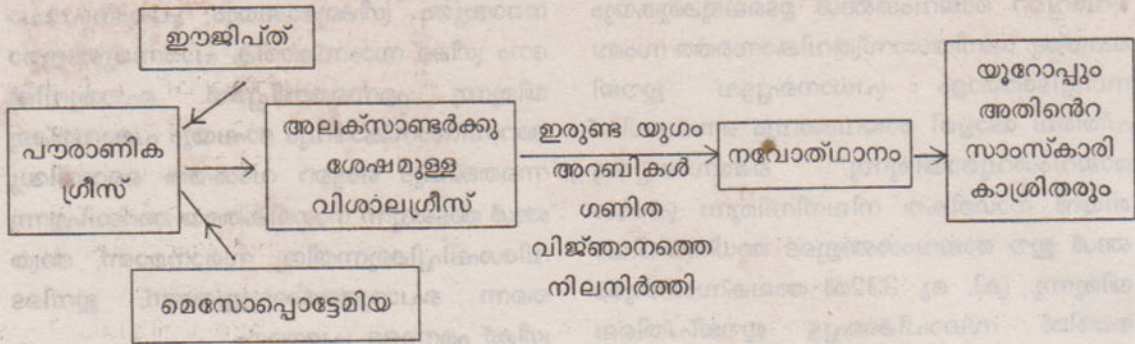 ഈജിപ്ത്
പൗരാണിക
ഗ്രീസ്
അലക്സാണ്ടർക്കു
ശേഷമുള്ള
വിശാലഗ്രീസ്
മെസോപ്പൊട്ടേമിയ
ഇരുണ്ട യുഗം
അറബികൾ
ഗണിത
വിജ്ഞാനത്തെ
നിലനിർത്തി
നവോത്ഥാനം
യൂറോപ്പും
അതിൻെറ
സാംസ്കാരി
കാശ്രിതരും